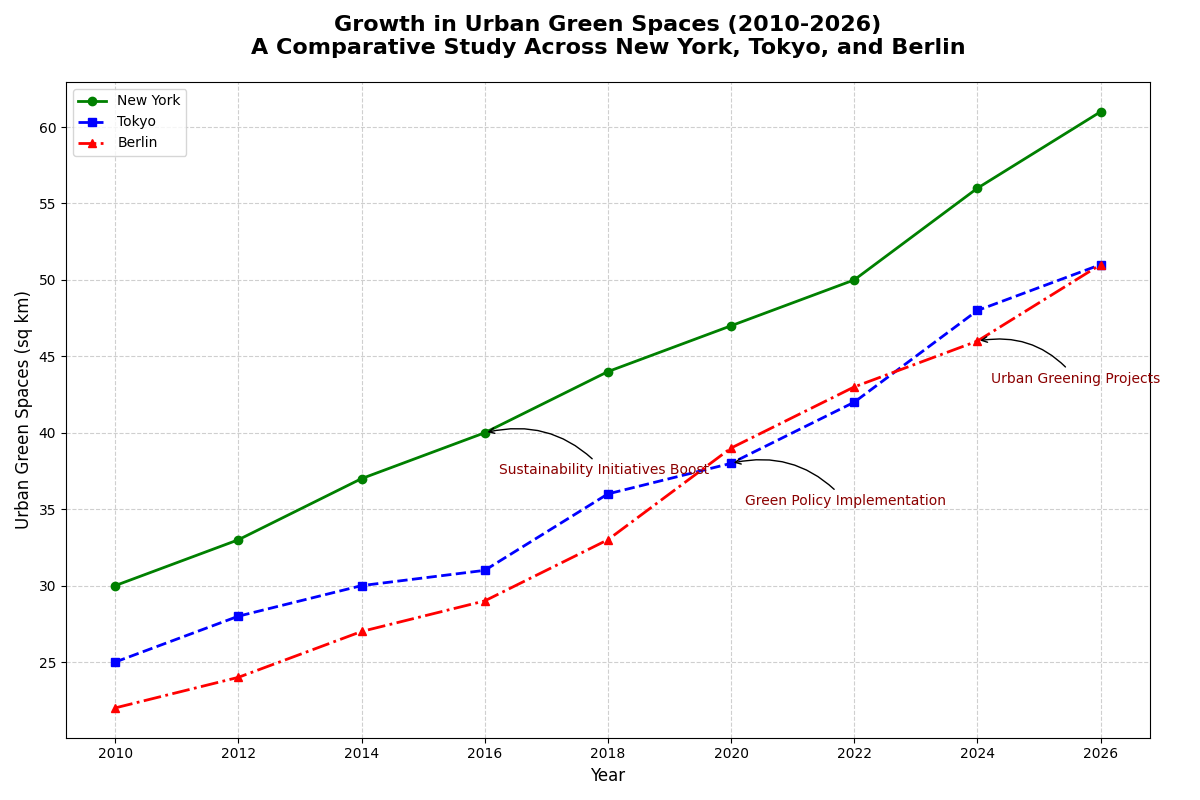 Growth in Urban Green Spaces (2010-2026)
A Comparative Study Across New York, Tokyo, and Berlin
New York
Tokyo
Berlin
Urban Green Spaces (sq km)
60
55
50
45
40
35
30
25
Urban Greening Projects
Sustainability Initiatives Boost
Green Policy Implementation
2010 2012 2014 2016 2018 2020 2022 2024 2026
Year